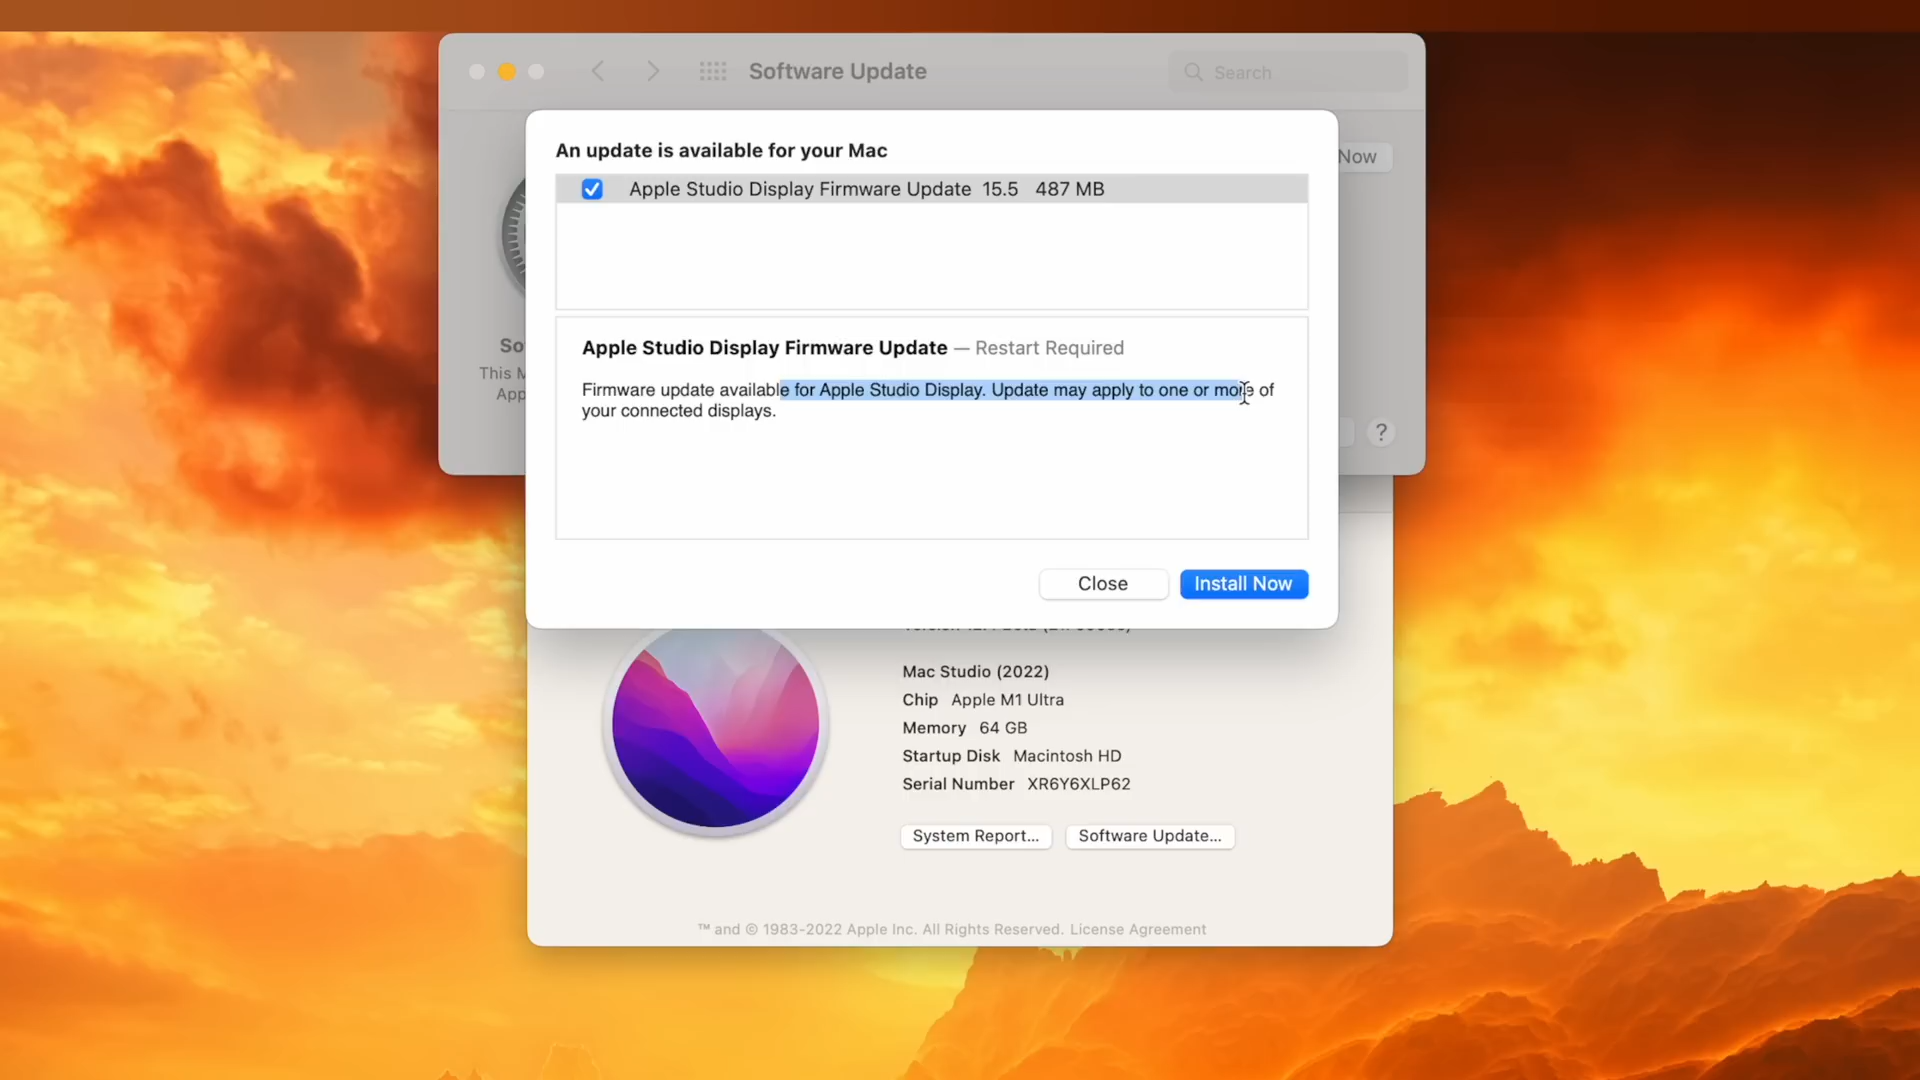 Software Update
Search
An update is available for your Mac
Now
Apple Studio Display Firmware Update 15.5 487 MB
Apple Studio Display Firmware Update — Restart Required
Firmware update available for Apple Studio Display. Update may apply to one or more of
your connected displays.
So
This M
App
?
Close
Install Now
Mac Studio (2022)
Chip Apple M1 Ultra
Memory 64 GB
Startup Disk Macintosh HD
Serial Number XR6Y6XLP62
System Report...
Software Update...
™ and © 1983-2022 Apple Inc. All Rights Reserved. License Agreement